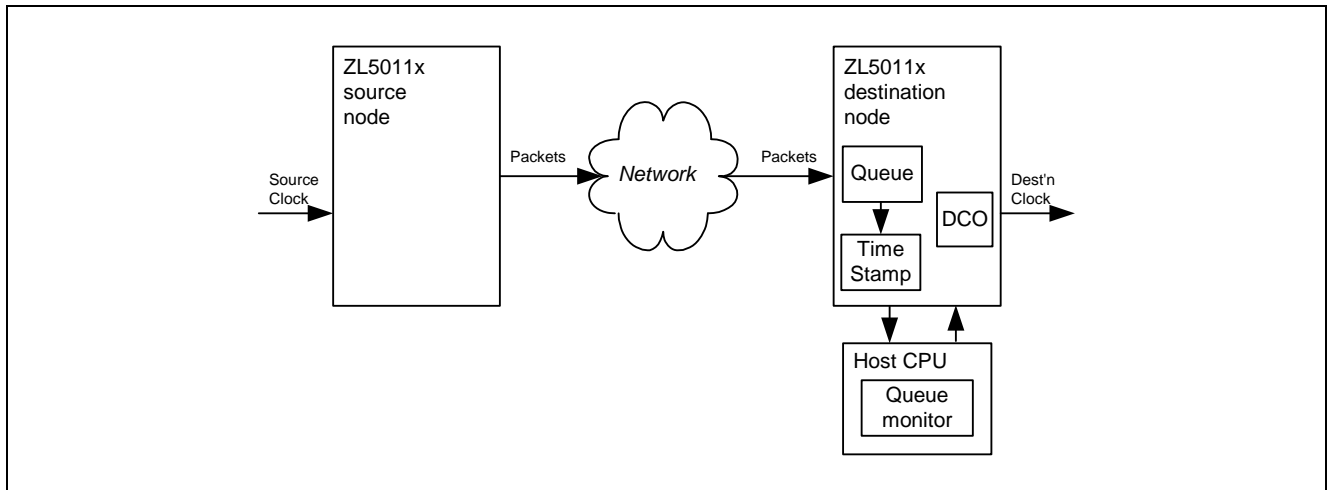 ZL5011x
source
node
Source
Clock
Packets
Network
Packets
ZL5011x
destination
node
Queue
Time
Stamp
DCO
Dest'n
Clock
Host CPU
Queue
monitor